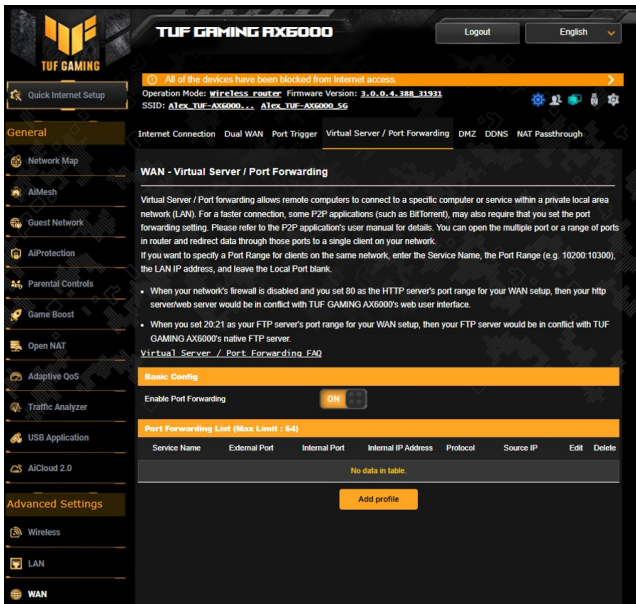 TUF GAMING AX6000
Logout
English
TUF GAMING
All of the devices have been blocked from Internet access.
Quick Internet Setup
Operation Mode: Wireless router Firmware Version: 3.0.0.4.388_31931
SSID: Alex_TUF-AX6000... Alex_TUF-AX6000_5G
General
Internet Connection Dual WAN Port Trigger Virtual Server / Port Forwarding DMZ DDNS NAT Passthrough
Network Map
AiMesh
Guest Network
AiProtection
Parental Controls
Game Boost
Open NAT
Adaptive QoS
Traffic Analyzer
USB Application
AiCloud 2.0
Advanced Settings
Wireless
LAN
WAN
WAN - Virtual Server / Port Forwarding
Virtual Server / Port forwarding allows remote computers to connect to a specific computer or service within a private local area
network (LAN). For a faster connection, some P2P applications (such as BitTorrent), may also require that you set the port
forwarding setting. Please refer to the P2P application's user manual for details. You can open the multiple port or a range of ports
in router and redirect data through those ports to a single client on your network.
If you want to specify a Port Range for clients on the same network, enter the Service Name, the Port Range (e.g. 10200:10300),
the LAN IP address, and leave the Local Port blank.
• When your network's firewall is disabled and you set 80 as the HTTP server's port range for your WAN setup, then your http
server/web server would be in conflict with TUF GAMING AX6000's web user interface.
• When you set 20:21 as your FTP server's port range for your WAN setup, then your FTP server would be in conflict with TUF
GAMING AX6000's native FTP server.
Virtual Server / Port Forwarding FAQ
Basic Config
Enable Port Forwarding ON
Port Forwarding List (Max Limit : 64)
Service Name External Port Internal Port Internal IP Address Protocol Source IP Edit Delete
No data in table.
Add profile